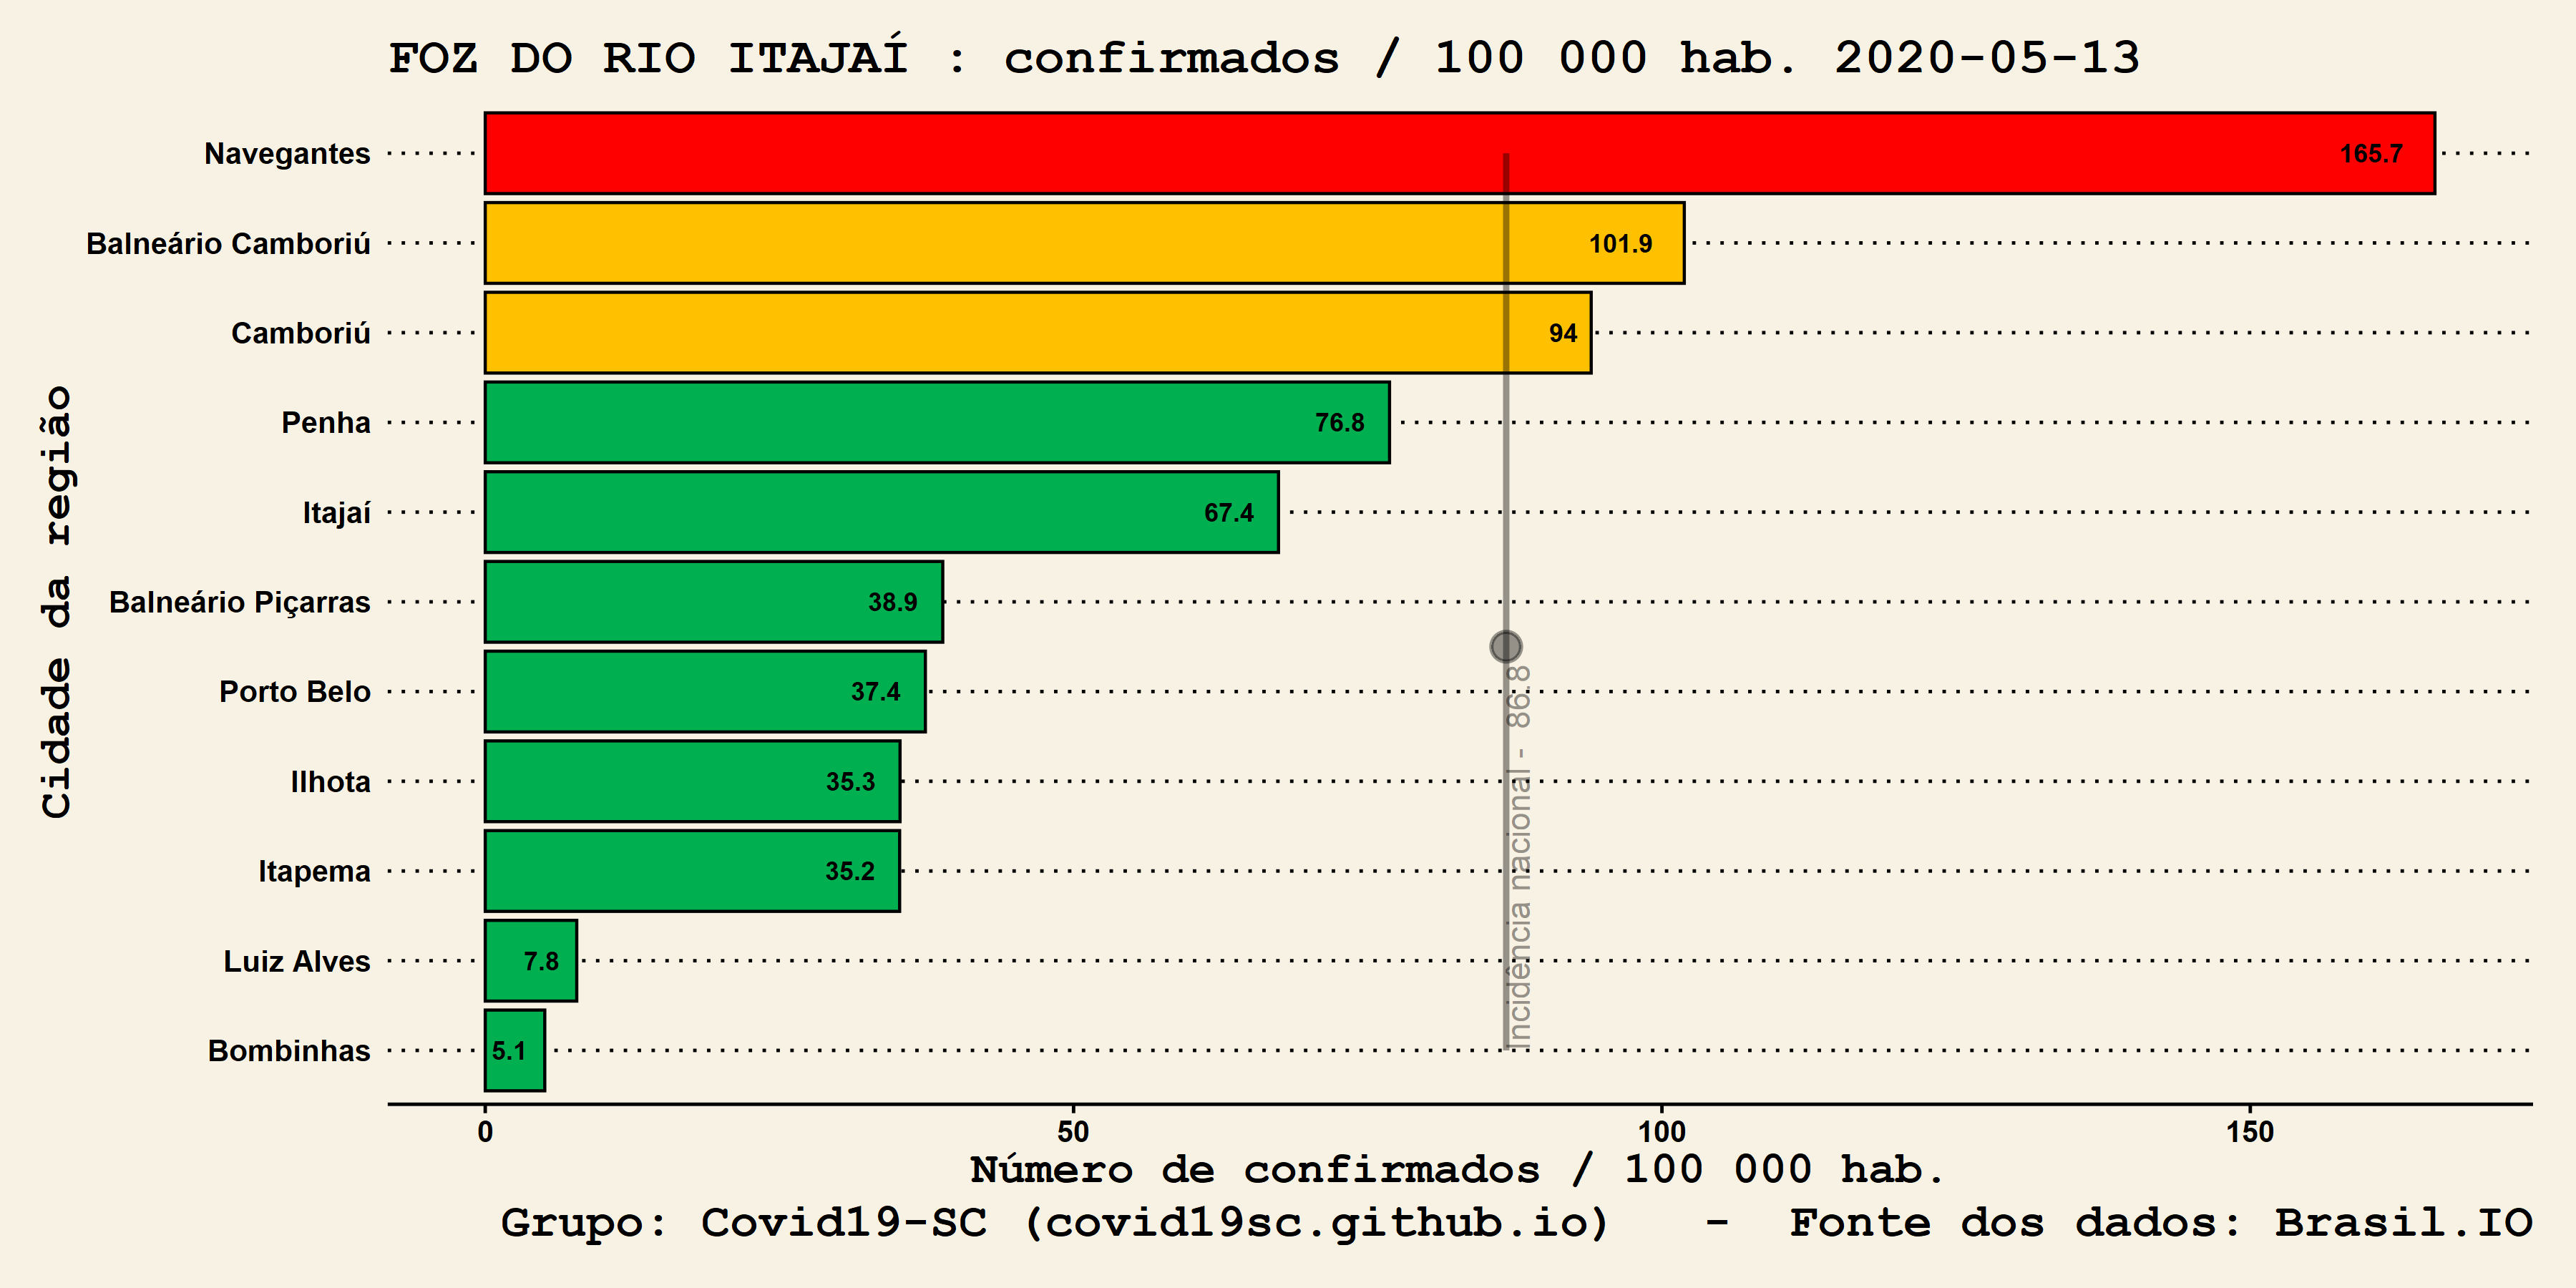 FOZ DO RIO ITAJAÍ : confirmados / 100 000 hab. 2020-05-13
Cidade da região
Navegantes 165.7
Balneário Camboriú 101.9
Camboriú 94
Penha 76.8
Itajaí 67.4
Balneário Piçarras 38.9
Porto Belo 37.4
Ilhota 35.3
Itapema 35.2
Luiz Alves 7.8
Bombinhas 5.1
Incidência nacional - 86.8
0 50 100 150
Número de confirmados / 100 000 hab.
Grupo: Covid19-SC (covid19sc.github.io) - Fonte dos dados: Brasil.IO